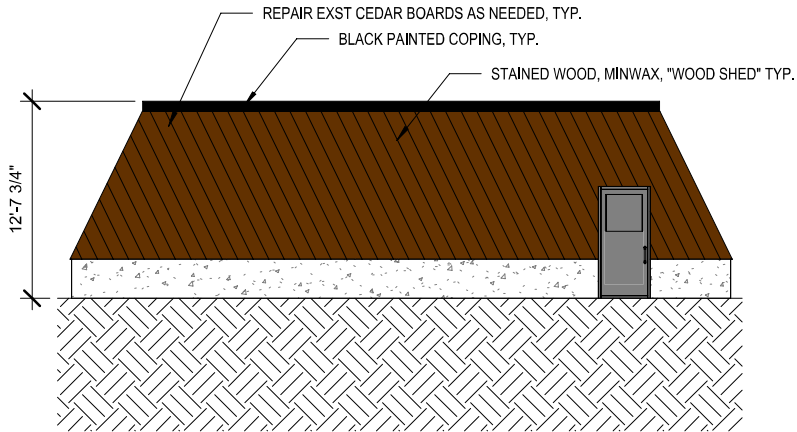 REPAIR EXST CEDAR BOARDS AS NEEDED, TYP.
BLACK PAINTED COPING, TYP.
STAINED WOOD, MINWAX, "WOOD SHED" TYP.
12'-7 3/4"